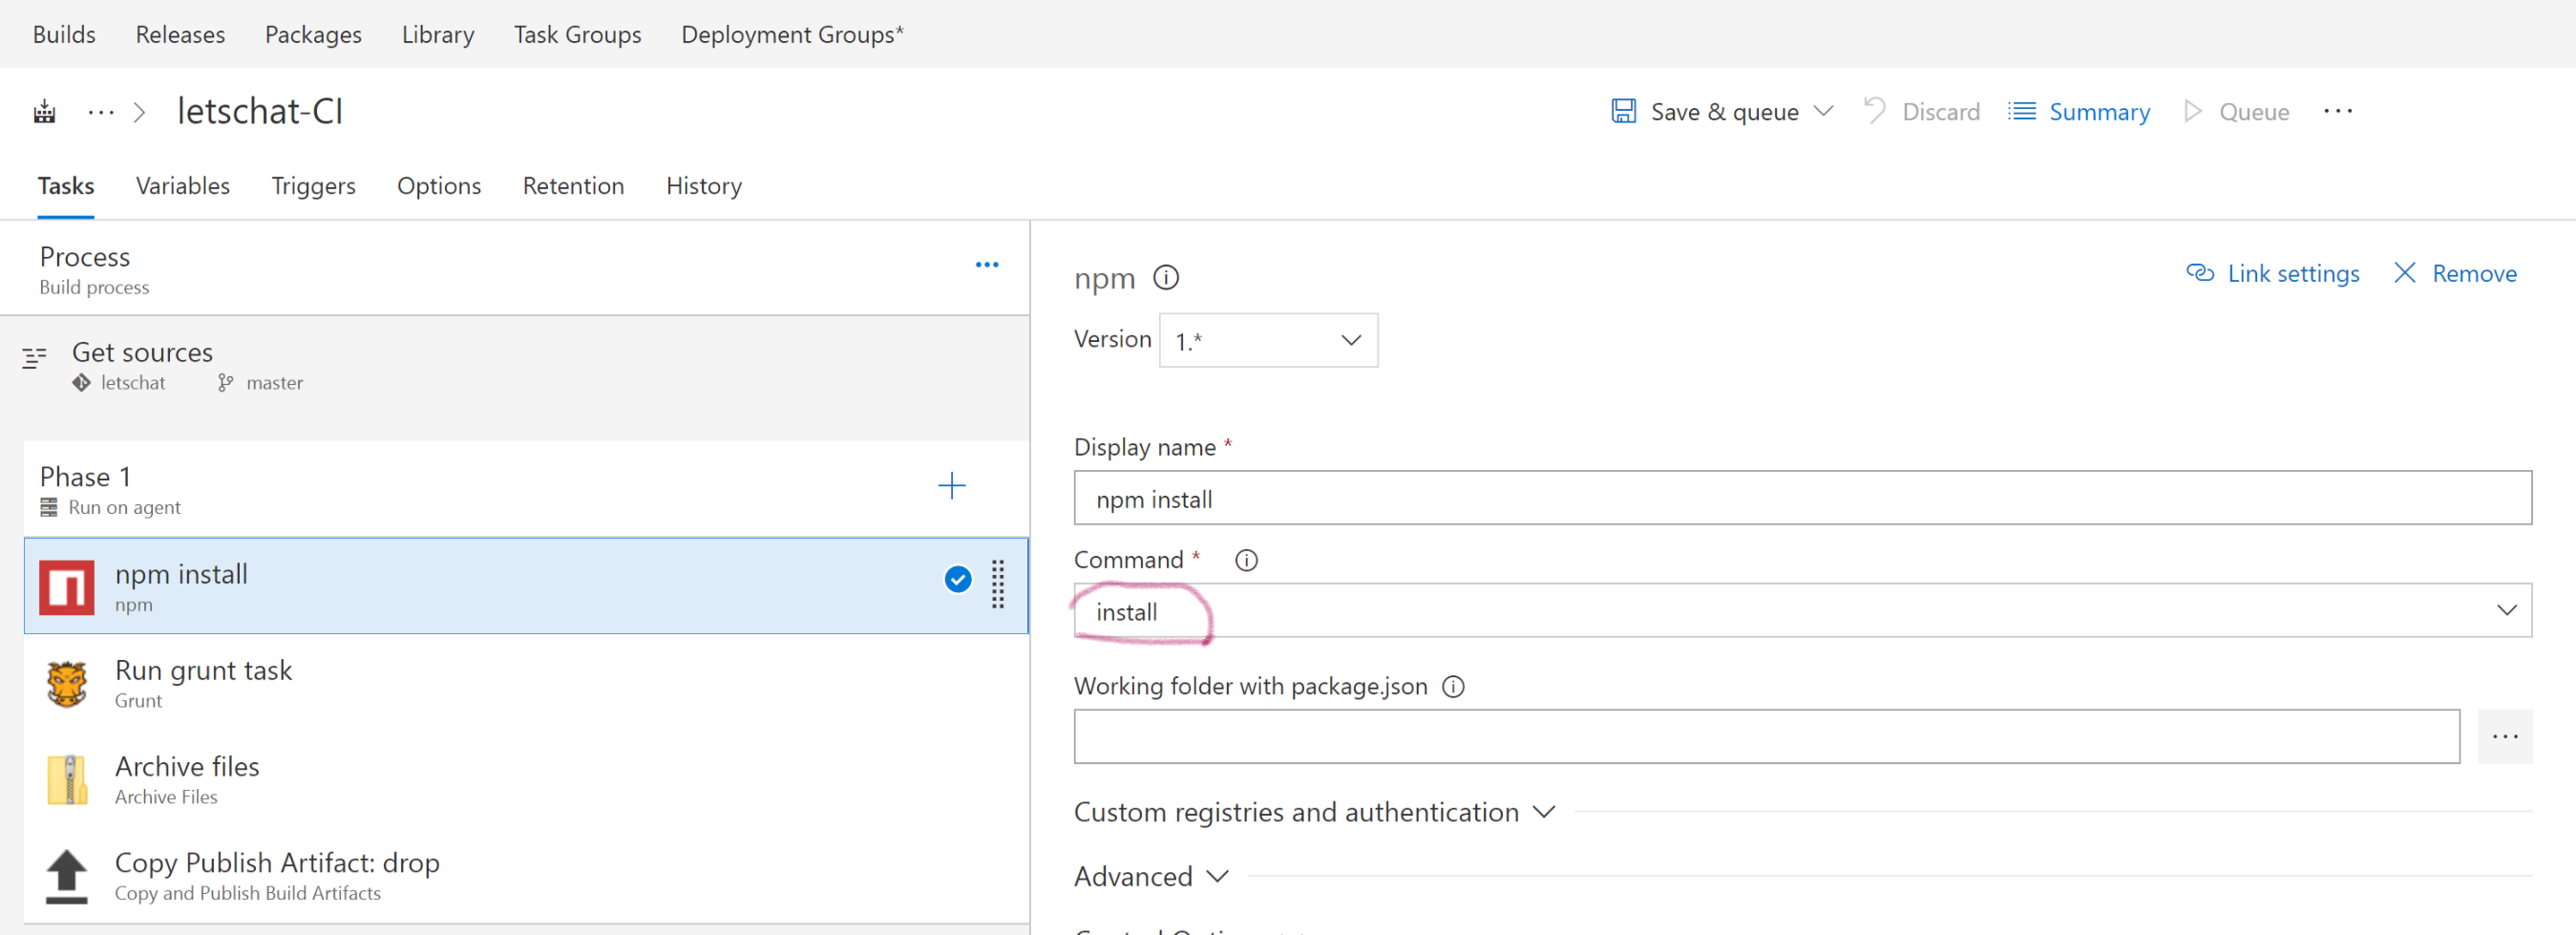 Builds Releases Packages Library Task Groups Deployment Groups*
... > letschat-CI
Save & queue Discard Summary Queue ...
Tasks Variables Triggers Options Retention History
Process
Build process
Get sources
letschat master
Phase 1
Run on agent
npm install
npm
Run grunt task
Grunt
Archive files
Archive Files
Copy Publish Artifact: drop
Copy and Publish Build Artifacts
npm
Link settings Remove
Version 1.*
Display name *
npm install
Command *
install
Working folder with package.json
...
Custom registries and authentication
Advanced